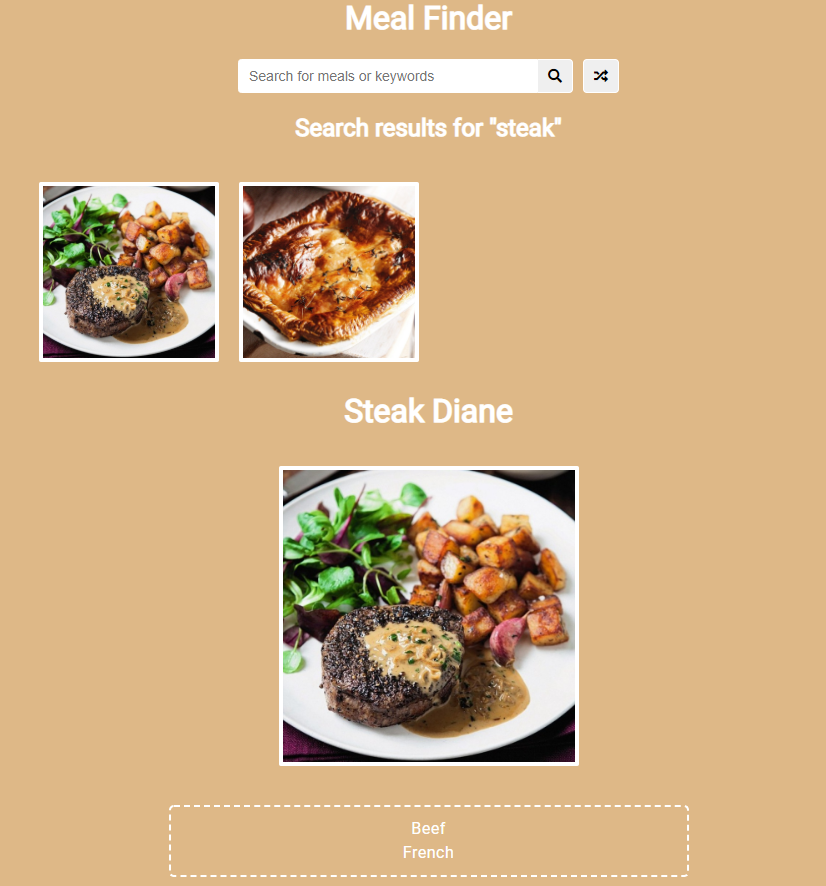 Meal Finder
Search for meals or keywords
Search results for "steak"
Steak Diane
Beef
French